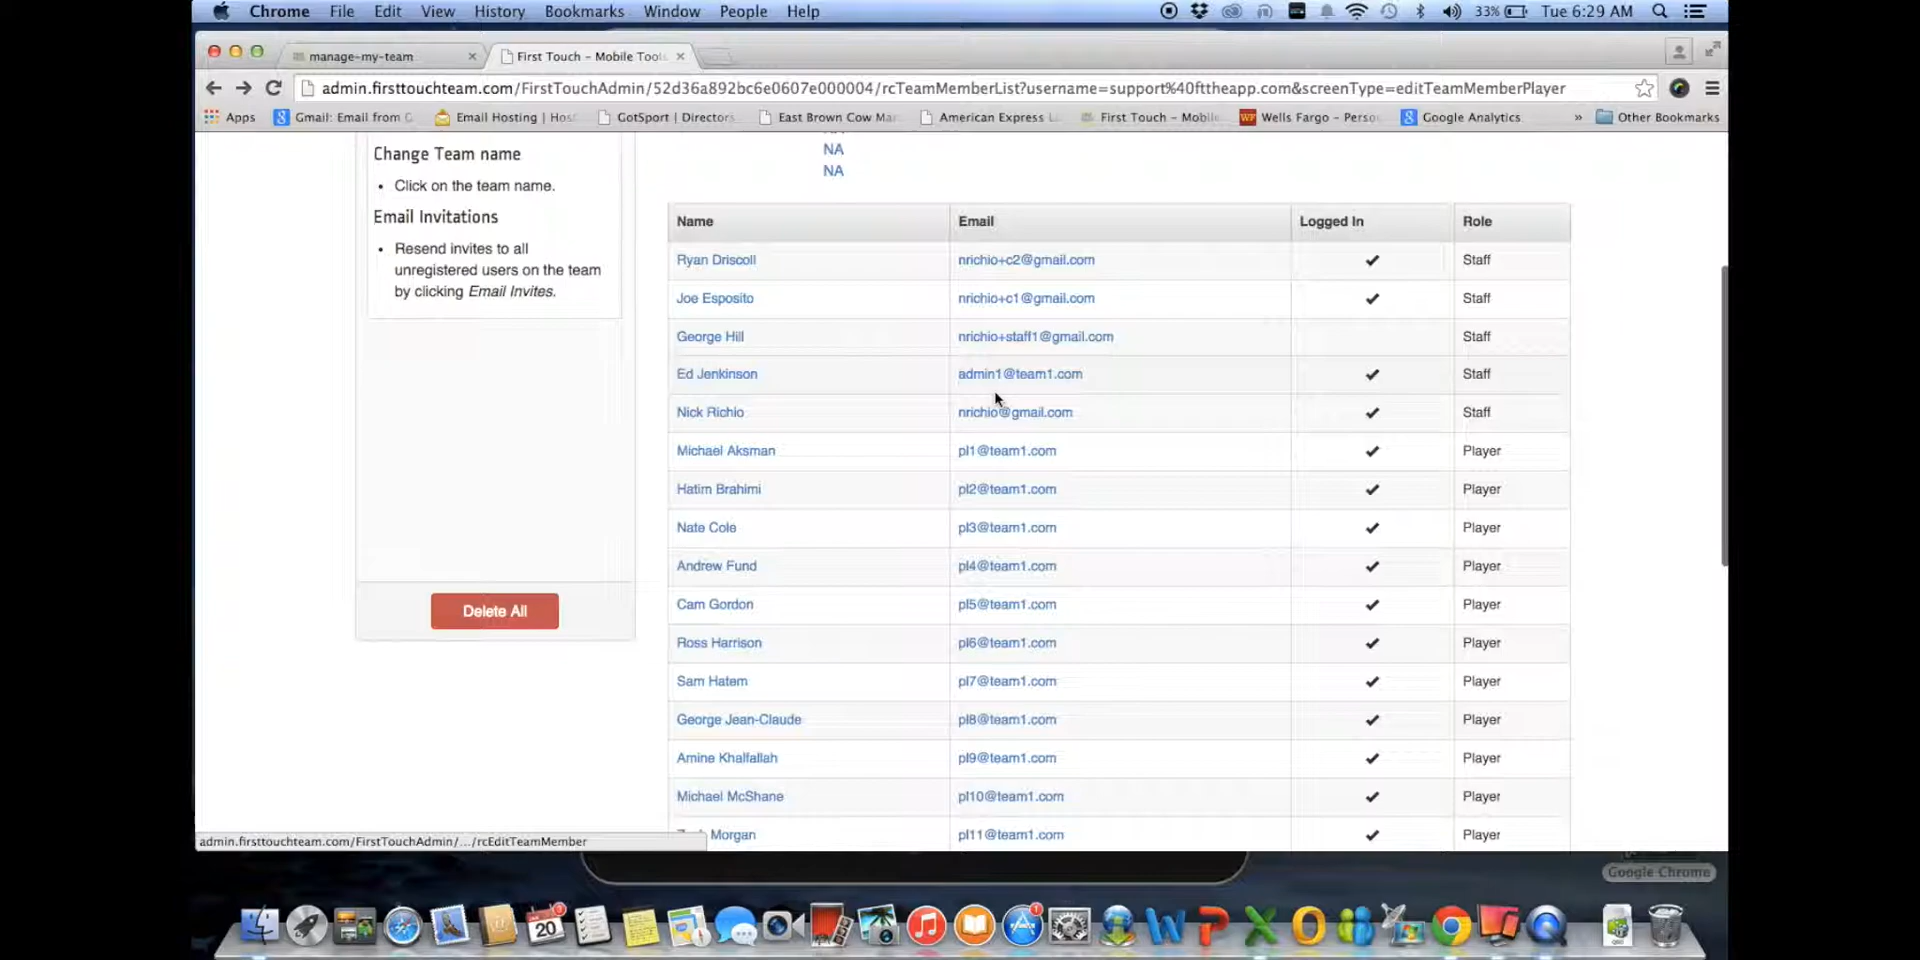 Chrome File Edit View History Bookmarks Window People Help 33% Tue 6:29 AM
manage-my-team First Touch – Mobile Tools
admin.firsttouchteam.com/FirstTouchAdmin/52d36a892bc6e0607e000004/rcTeamMemberList?username=support%40fttheapp.com&screenType=editTeamMemberPlayer
Apps Gmail: Email from G Email Hosting | Host GotSport | Directors East Brown Cow Ma American Express First Touch – Mobile Wells Fargo – Perso Google Analytics » Other Bookmarks
Change Team name
• Click on the team name.
Email Invitations
• Resend invites to all
unregistered users on the team
by clicking Email Invites.
Delete All
NA
NA
Name Email Logged In Role
Ryan Driscoll nrichio+c2@gmail.com ✔ Staff
Joe Esposito nrichio+c1@gmail.com ✔ Staff
George Hill nrichio+staff1@gmail.com Staff
Ed Jenkinson admin1@team1.com ✔ Staff
Nick Richio nrichio@gmail.com ✔ Staff
Michael Aksman pl1@team1.com ✔ Player
Hatim Brahimi pl2@team1.com ✔ Player
Nate Cole pl3@team1.com ✔ Player
Andrew Fund pl4@team1.com ✔ Player
Cam Gordon pl5@team1.com ✔ Player
Ross Harrison pl6@team1.com ✔ Player
Sam Hatem pl7@team1.com ✔ Player
George Jean-Claude pl8@team1.com ✔ Player
Amine Khalfallah pl9@team1.com ✔ Player
Michael McShane pl10@team1.com ✔ Player
Morgan pl11@team1.com ✔ Player
admin.firsttouchteam.com/FirstTouchAdmin/.../rcEditTeamMember
Google Chrome
20